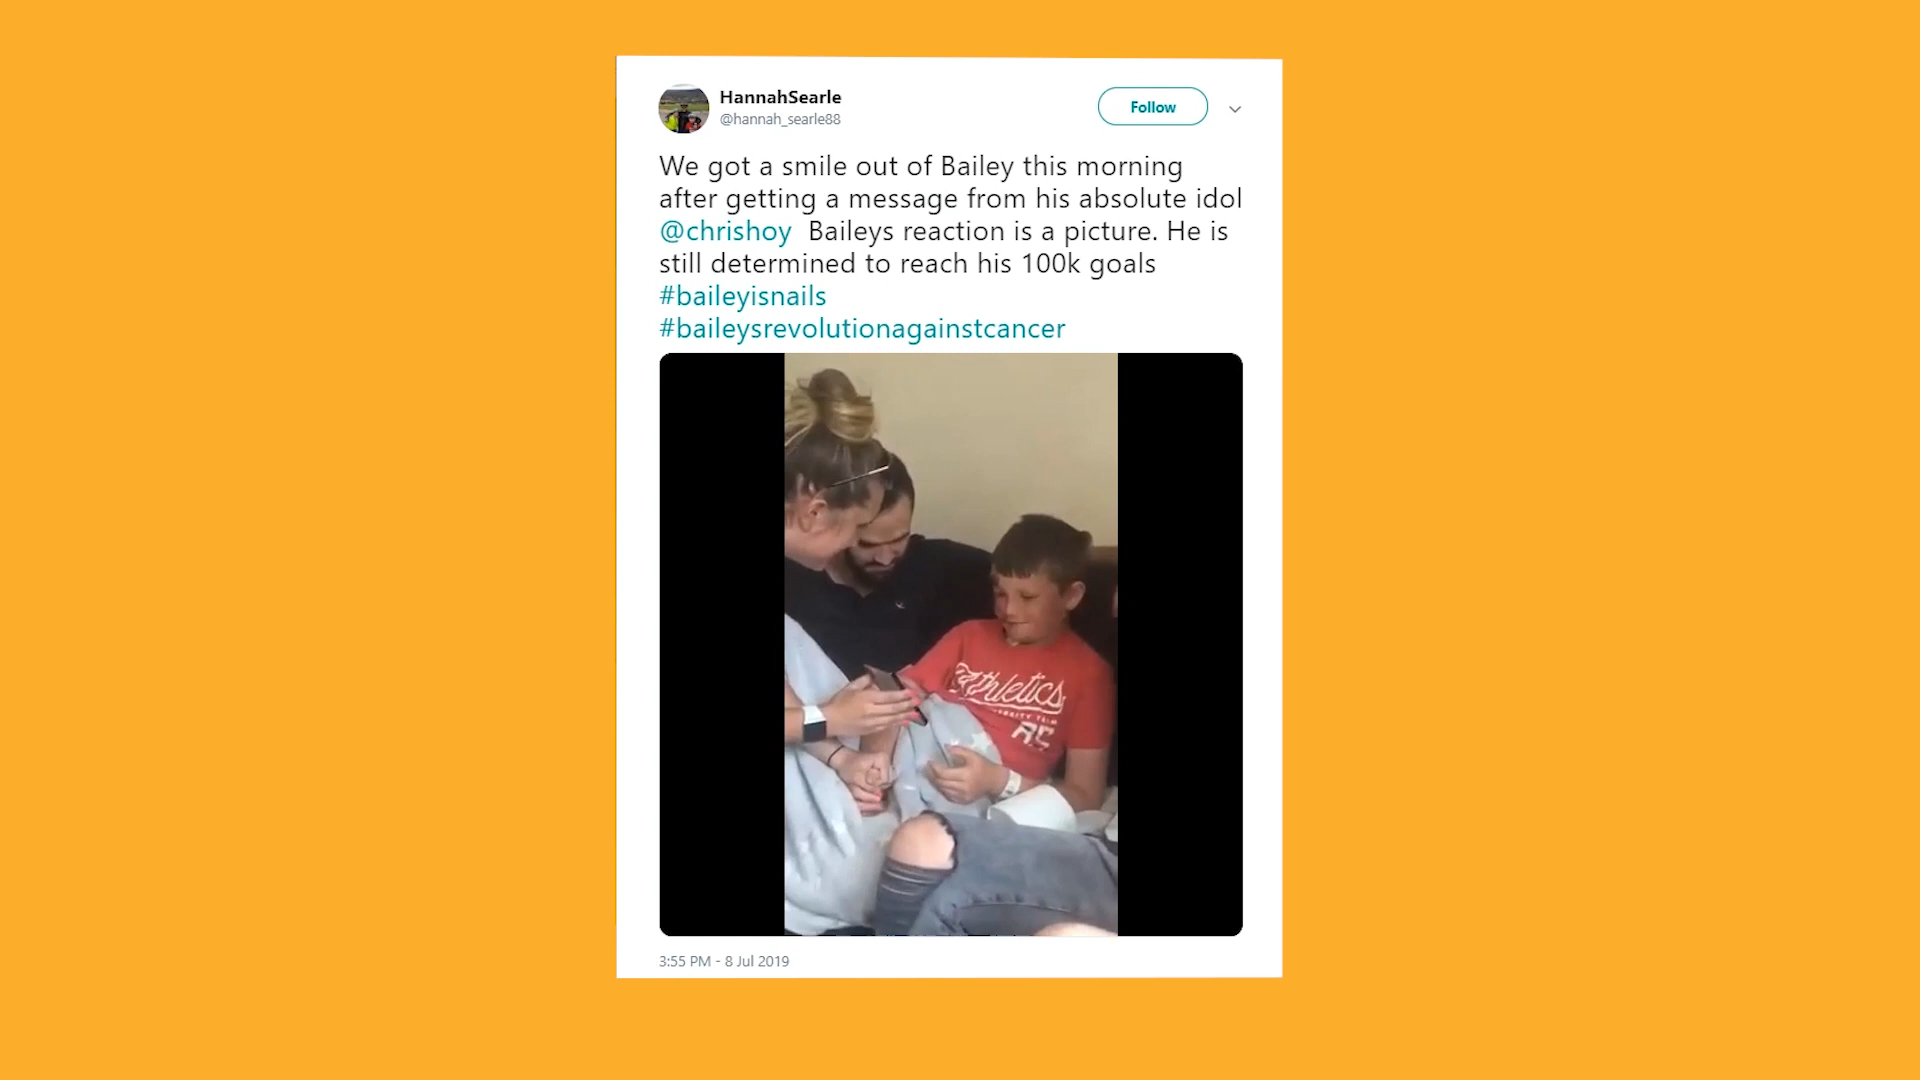 HannahSearle
@hannah_searle88
Follow
We got a smile out of Bailey this morning
after getting a message from his absolute idol
@chrishoy Baileys reaction is a picture. He is
still determined to reach his 100k goals
#baileyisnails
#baileysrevolutionagainstcancer
Athletics
RC
3:55 PM - 8 Jul 2019